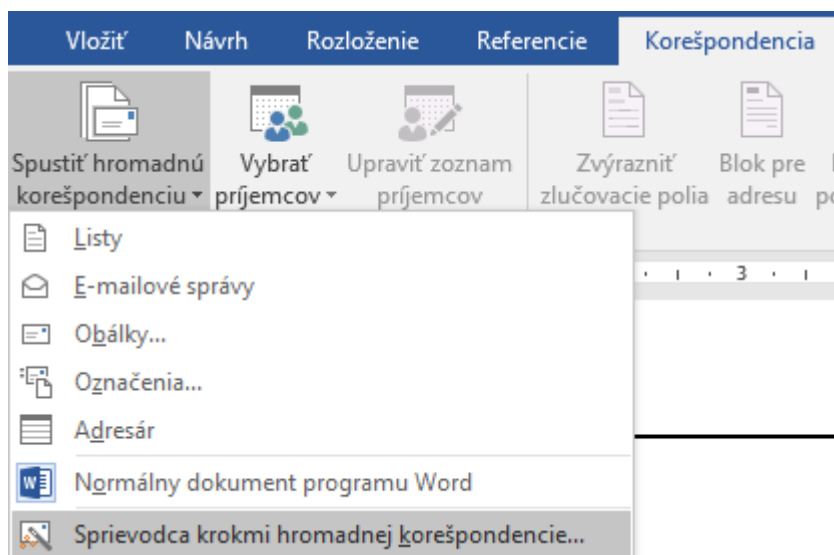 Vložiť Návrh Rozloženie Referencie Korešpondencia
Spustiť hromadnú korešpondenciu
Vybrať príjemcov
Upraviť zoznam príjemcov
Zvýrazniť zlučovacie polia
Blok pre adresu
3
Listy
E-mailové správy
Obálky...
Označenia...
Adresár
Normálny dokument programu Word
Sprievodca krokmi hromadnej korešpondencie...